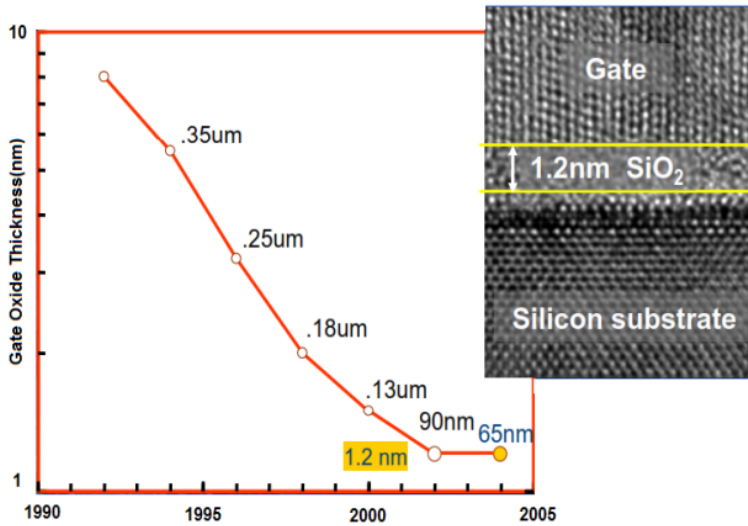 10
Gate Oxide Thickness(nm)
1
.35um
.25um
.18um
.13um
90nm
65nm
1.2 nm
1990
1995
2000
2005
Gate
1.2nm SiO₂
Silicon substrate